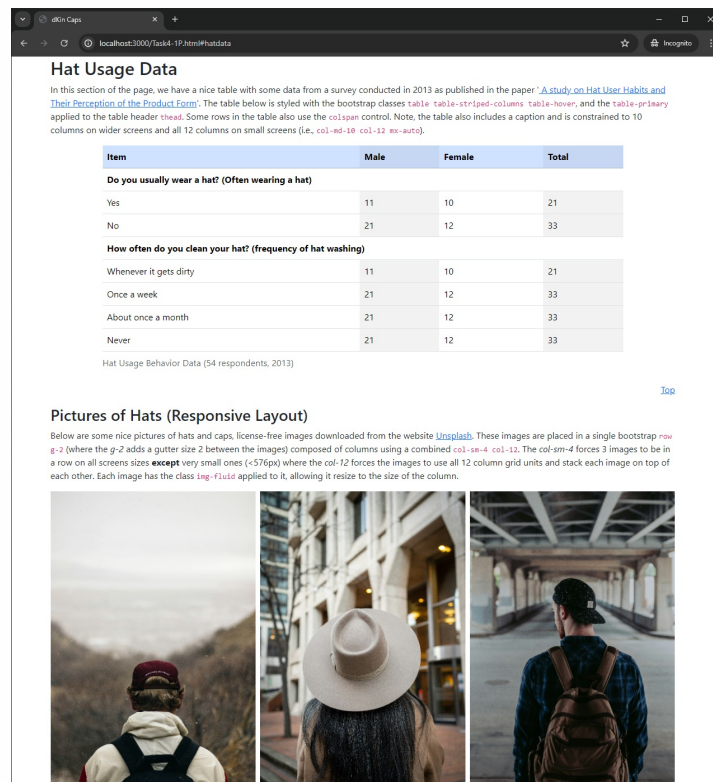 dKin Caps
localhost:3000/Task4-1P.html#hatdata
Incognito
Hat Usage Data
In this section of the page, we have a nice table with some data from a survey conducted in 2013 as published in the paper ' A study on Hat User Habits and
Their Perception of the Product Form'. The table below is styled with the bootstrap classes table table-striped-columns table-hover, and the table-primary
applied to the table header thead. Some rows in the table also use the colspan control. Note, the table also includes a caption and is constrained to 10
columns on wider screens and all 12 columns on small screens (i.e., col-md-10 col-12 mx-auto).
Item Male Female Total
Do you usually wear a hat? (Often wearing a hat)
Yes 11 10 21
No 21 12 33
How often do you clean your hat? (frequency of hat washing)
Whenever it gets dirty 11 10 21
Once a week 21 12 33
About once a month 21 12 33
Never 21 12 33
Hat Usage Behavior Data (54 respondents, 2013)
Top
Pictures of Hats (Responsive Layout)
Below are some nice pictures of hats and caps, license-free images downloaded from the website Unsplash. These images are placed in a single bootstrap row
g-2 (where the g-2 adds a gutter size 2 between the images) composed of columns using a combined col-sm-4 col-12. The col-sm-4 forces 3 images to be in
a row on all screens sizes except very small ones (<576px) where the col-12 forces the images to use all 12 column grid units and stack each image on top of
each other. Each image has the class img-fluid applied to it, allowing it resize to the size of the column.